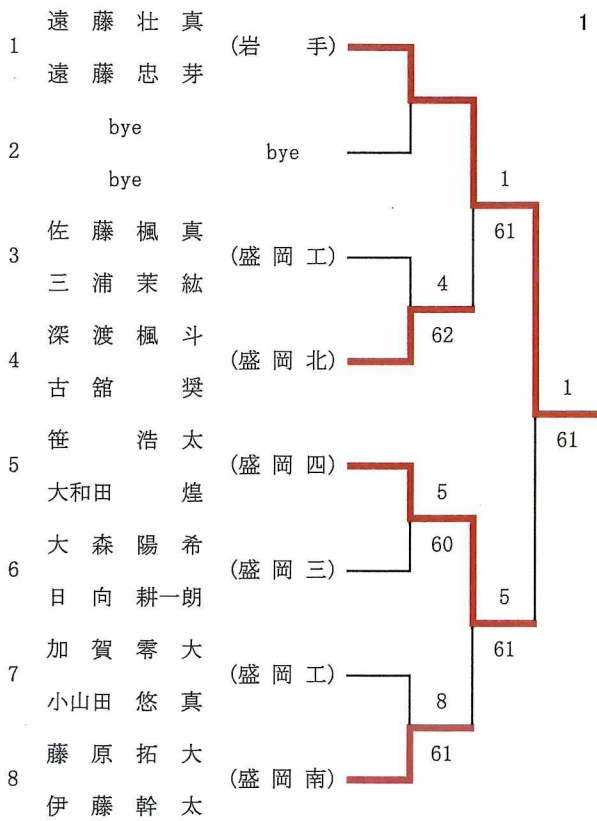 1
遠藤壮真
1 (岩手)
遠藤忠芽
bye
2 bye
bye
1
61
佐藤楓真
3 (盛岡工)
三浦茉紘
4
62
深渡楓斗
4 (盛岡北)
古舘奨
1
61
笹浩太
5 (盛岡四)
大和田煌
5
60
大森陽希
6 (盛岡三)
日向耕一朗
5
61
加賀零大
7 (盛岡工)
小山田悠真
8
61
藤原拓大
8 (盛岡南)
伊藤幹太